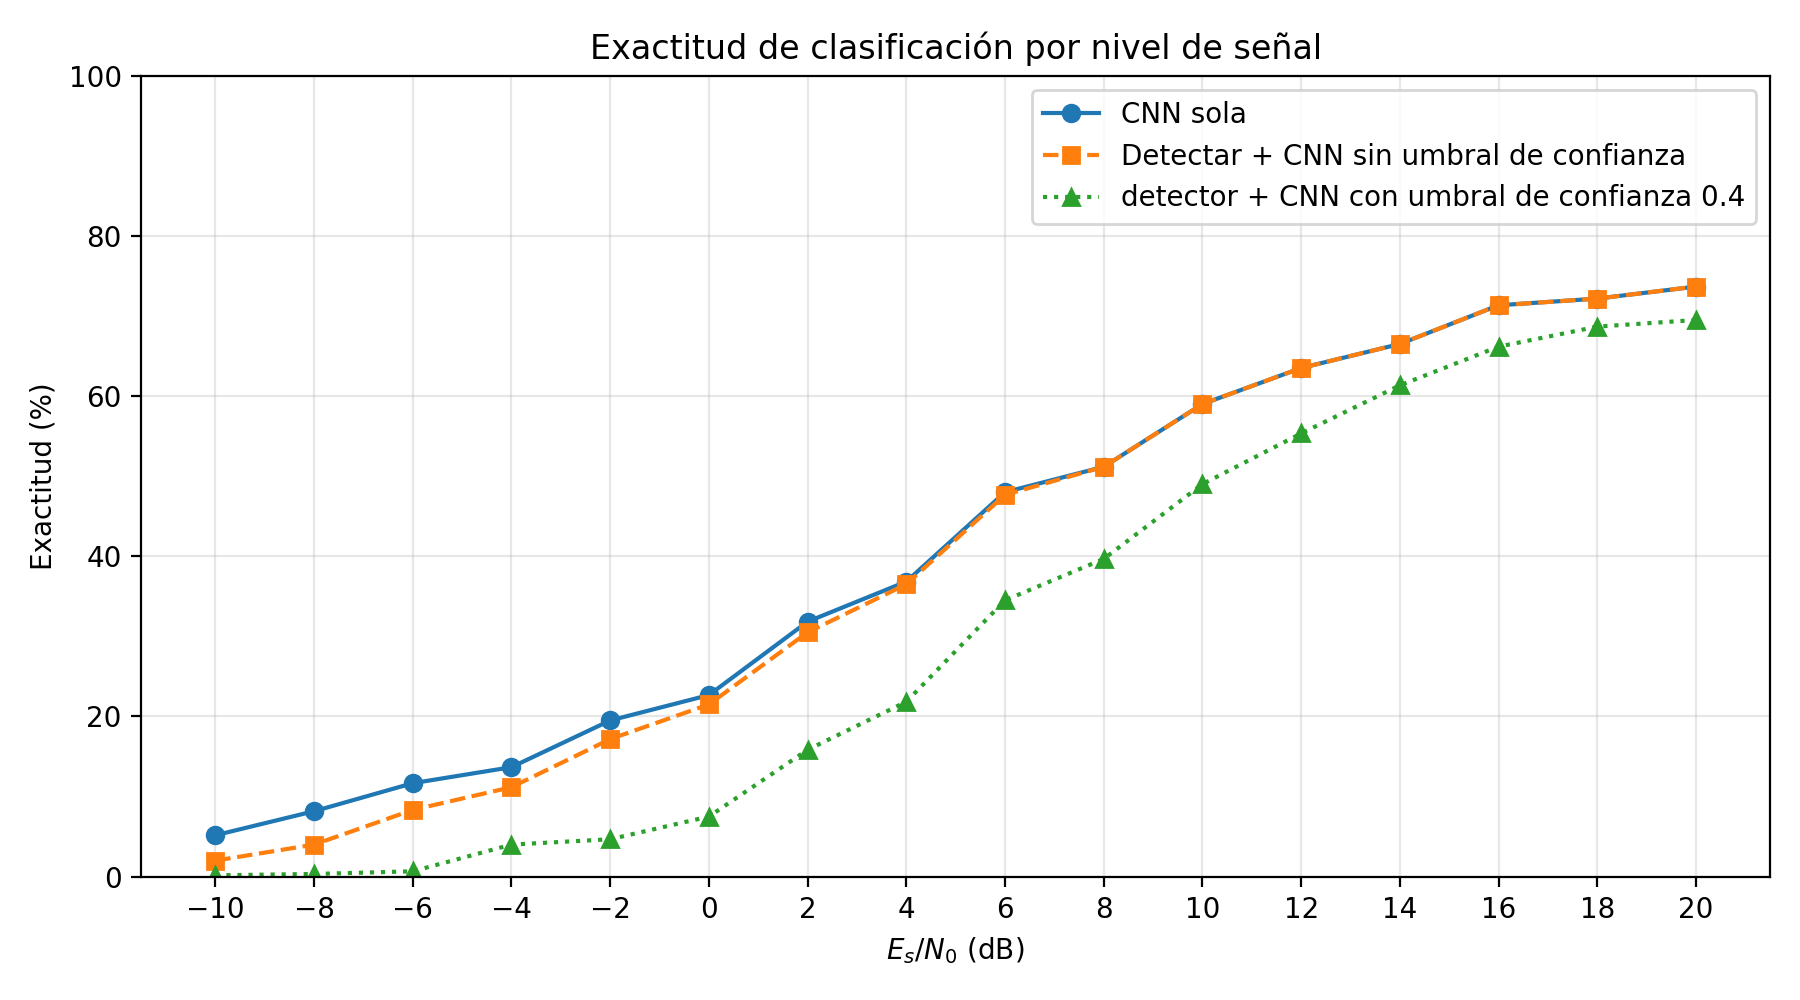 Exactitud de clasificación por nivel de señal
CNN sola
Detectar + CNN sin umbral de confianza
detector + CNN con umbral de confianza 0.4
Exactitud (%)
100
80
60
40
20
0
−10 −8 −6 −4 −2 0 2 4 6 8 10 12 14 16 18 20
E_s/N_0 (dB)